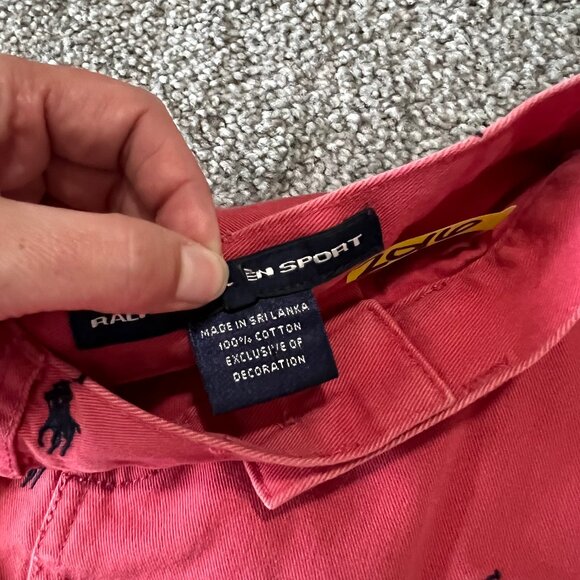 EN SPORT
RAL
MADE IN SRI LANKA
100% COTTON
EXCLUSIVE OF
DECORATION